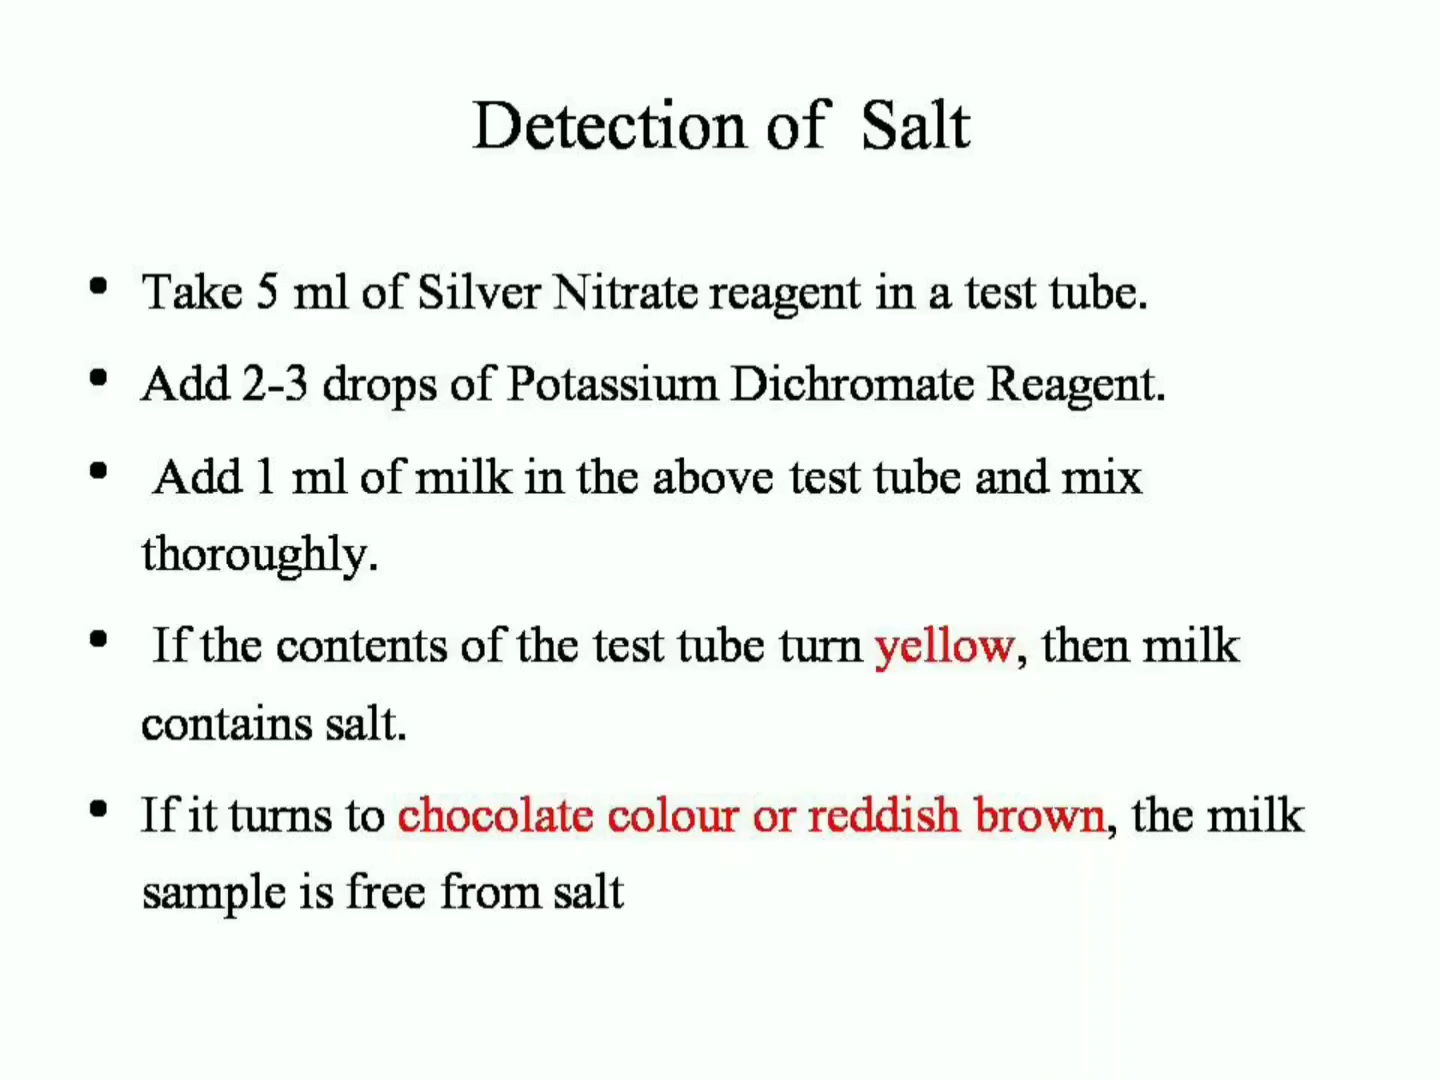 Detection of Salt
• Take 5 ml of Silver Nitrate reagent in a test tube.
• Add 2-3 drops of Potassium Dichromate Reagent.
• Add 1 ml of milk in the above test tube and mix
thoroughly.
• If the contents of the test tube turn yellow, then milk
contains salt.
• If it turns to chocolate colour or reddish brown, the milk
sample is free from salt